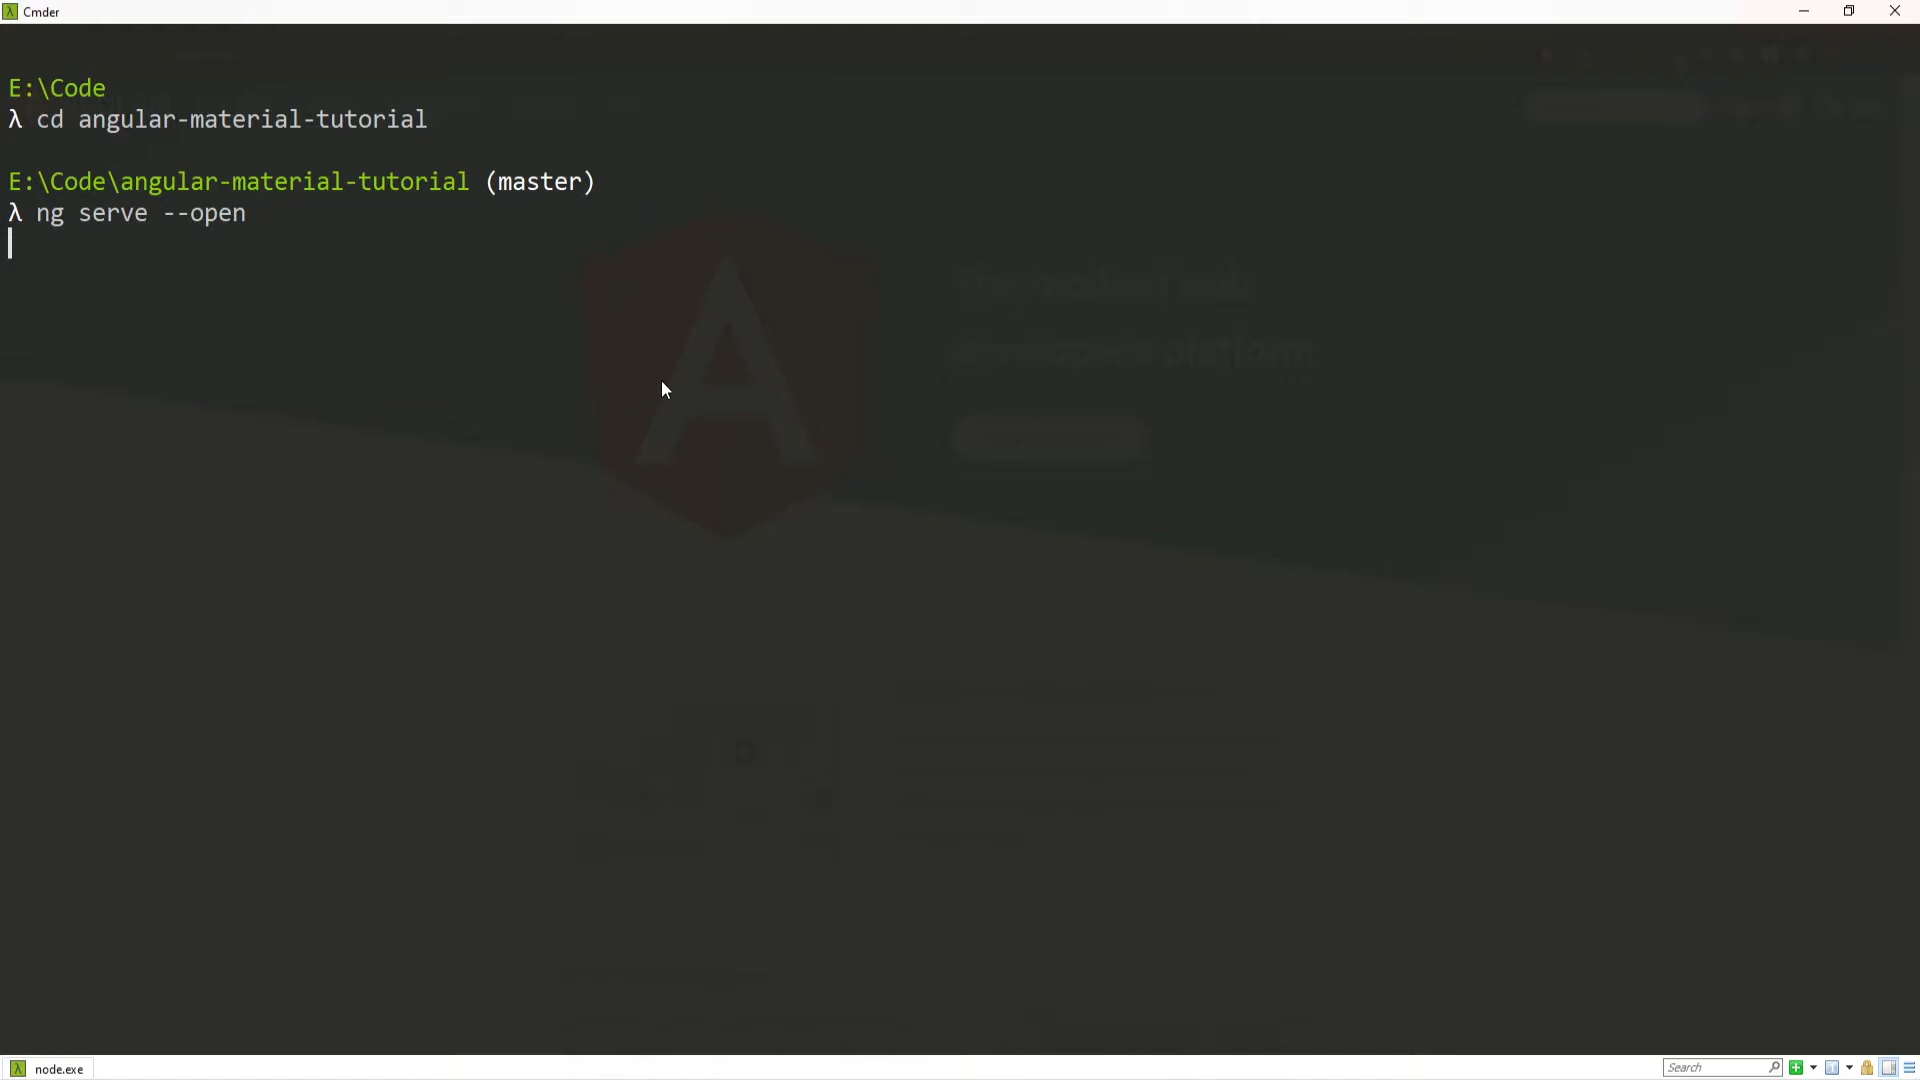 Cmder
E:\Code
λ cd angular-material-tutorial
E:\Code\angular-material-tutorial (master)
λ ng serve --open
node.exe
Search